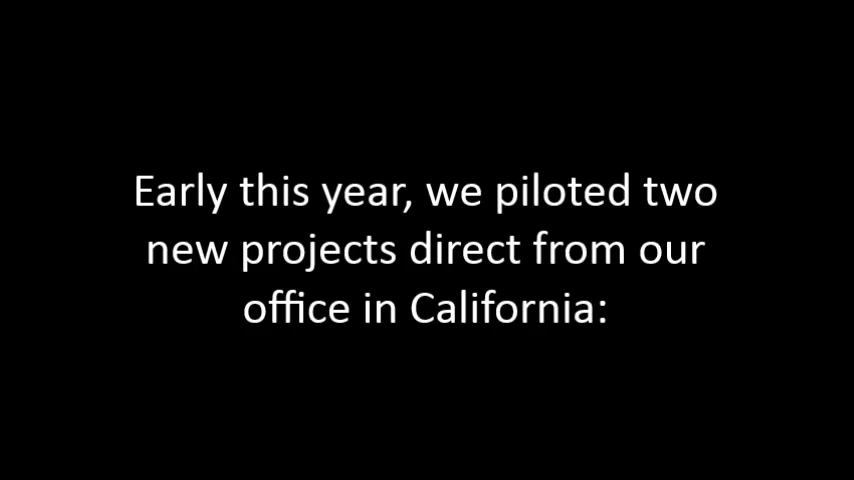 Early this year, we piloted two
new projects direct from our
office in California: